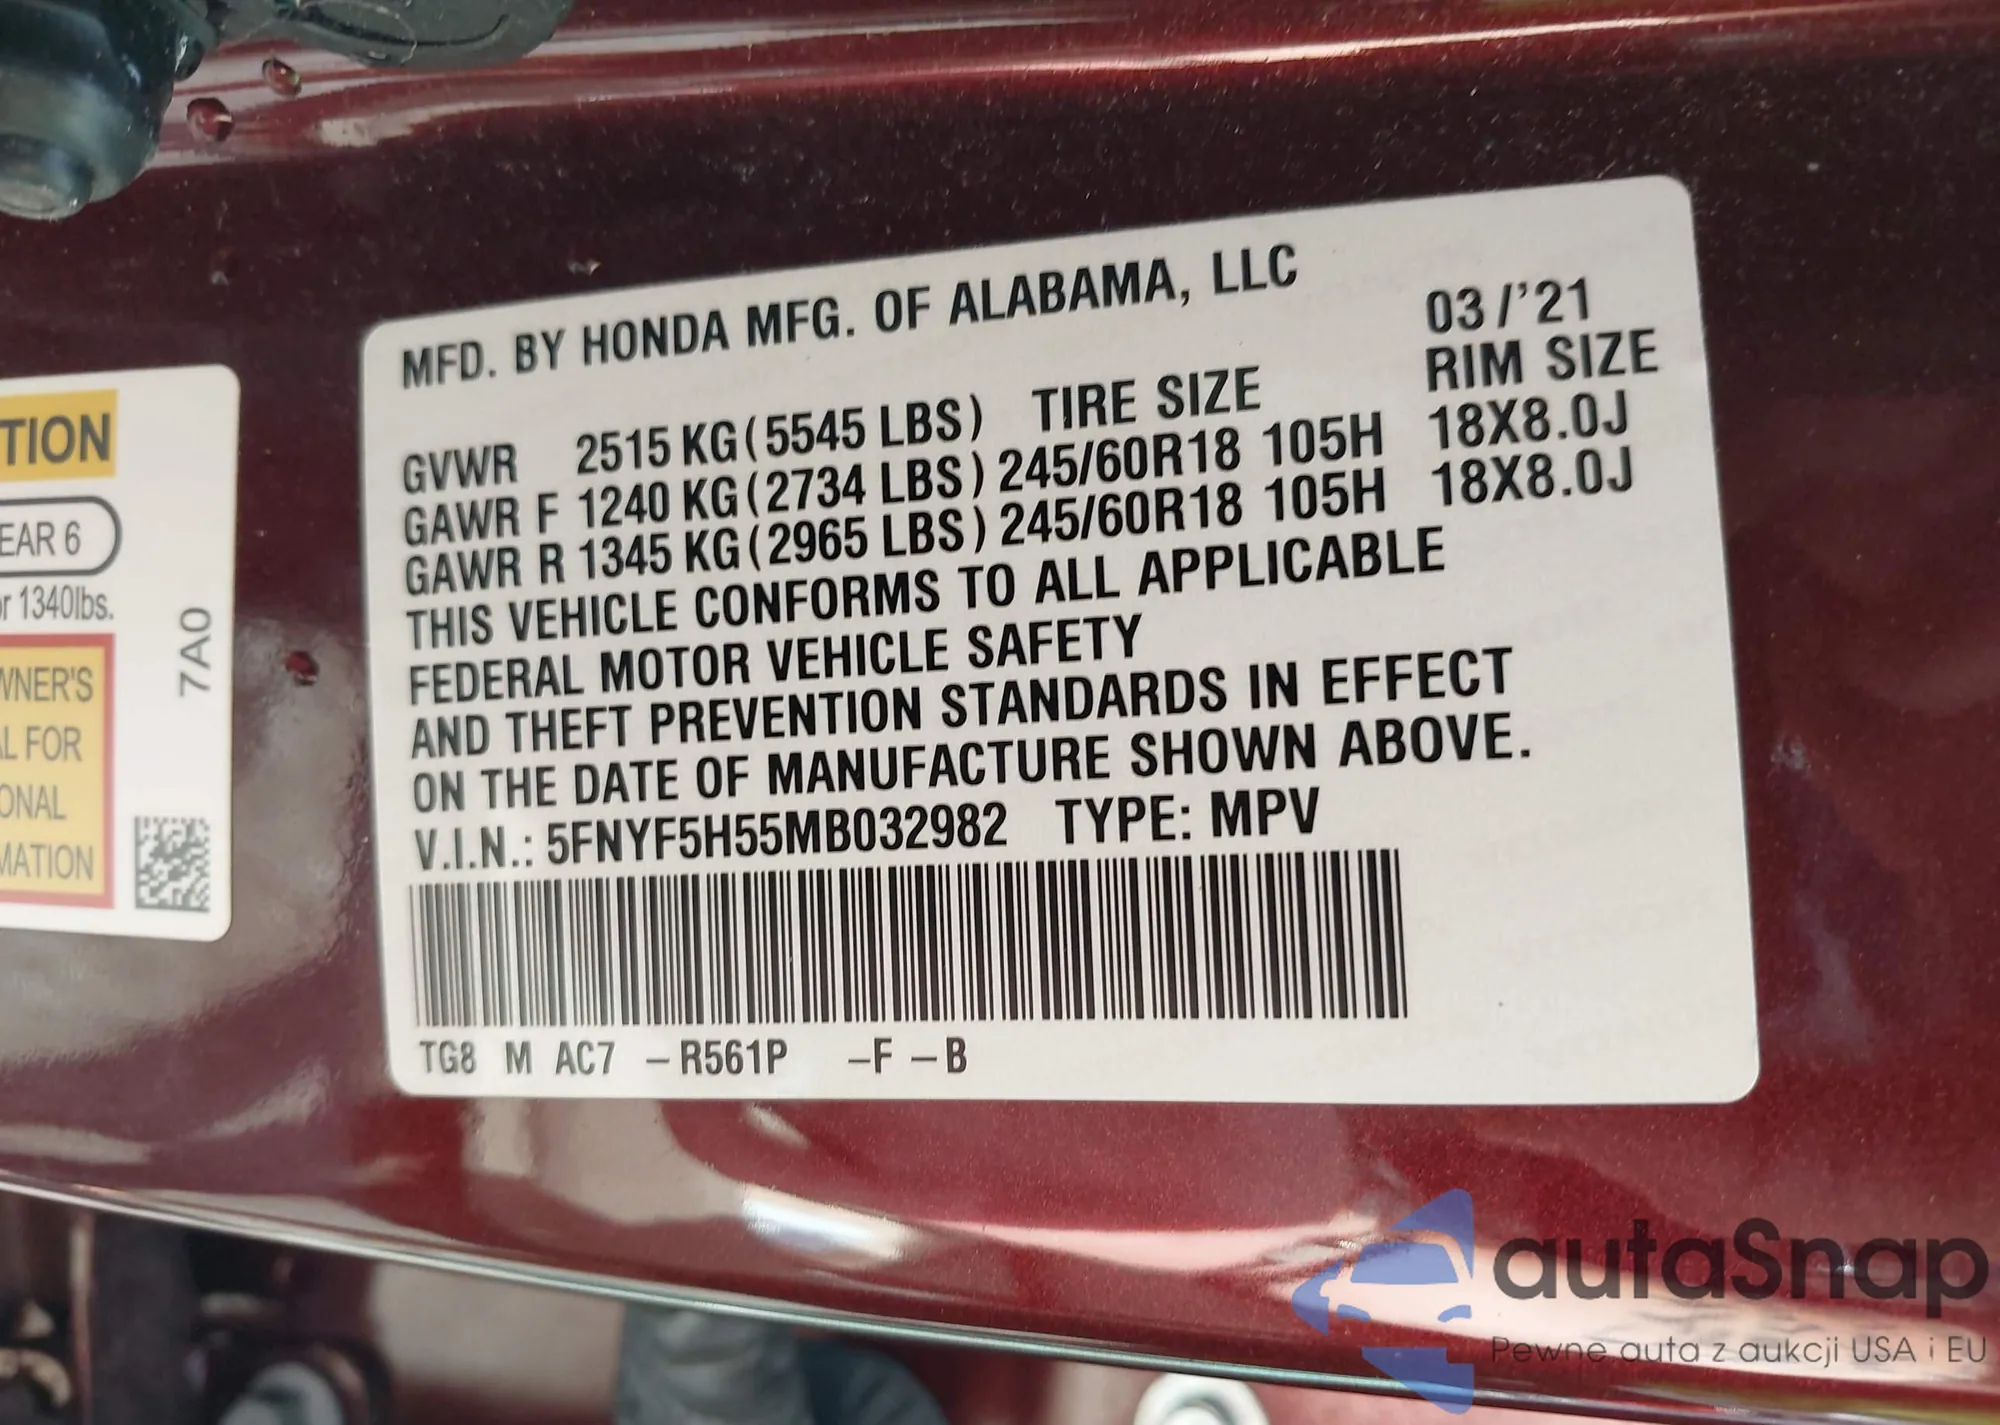 MFD. BY HONDA MFG. OF ALABAMA, LLC
03/'21
GVWR 2515 KG(5545 LBS) TIRE SIZE RIM SIZE
GAWR F 1240 KG(2734 LBS) 245/60R18 105H 18X8.0J
GAWR R 1345 KG(2965 LBS) 245/60R18 105H 18X8.0J
THIS VEHICLE CONFORMS TO ALL APPLICABLE
FEDERAL MOTOR VEHICLE SAFETY
AND THEFT PREVENTION STANDARDS IN EFFECT
ON THE DATE OF MANUFACTURE SHOWN ABOVE.
V.I.N.: 5FNYF5H55MB032982 TYPE: MPV
TG8 M AC7 –R561P –F –B
TION
EAR 6
or 1340lbs.
WNER'S
AL FOR
ONAL
MATION
7A0
autaSnap
Pewne auta z aukcji USA i EU